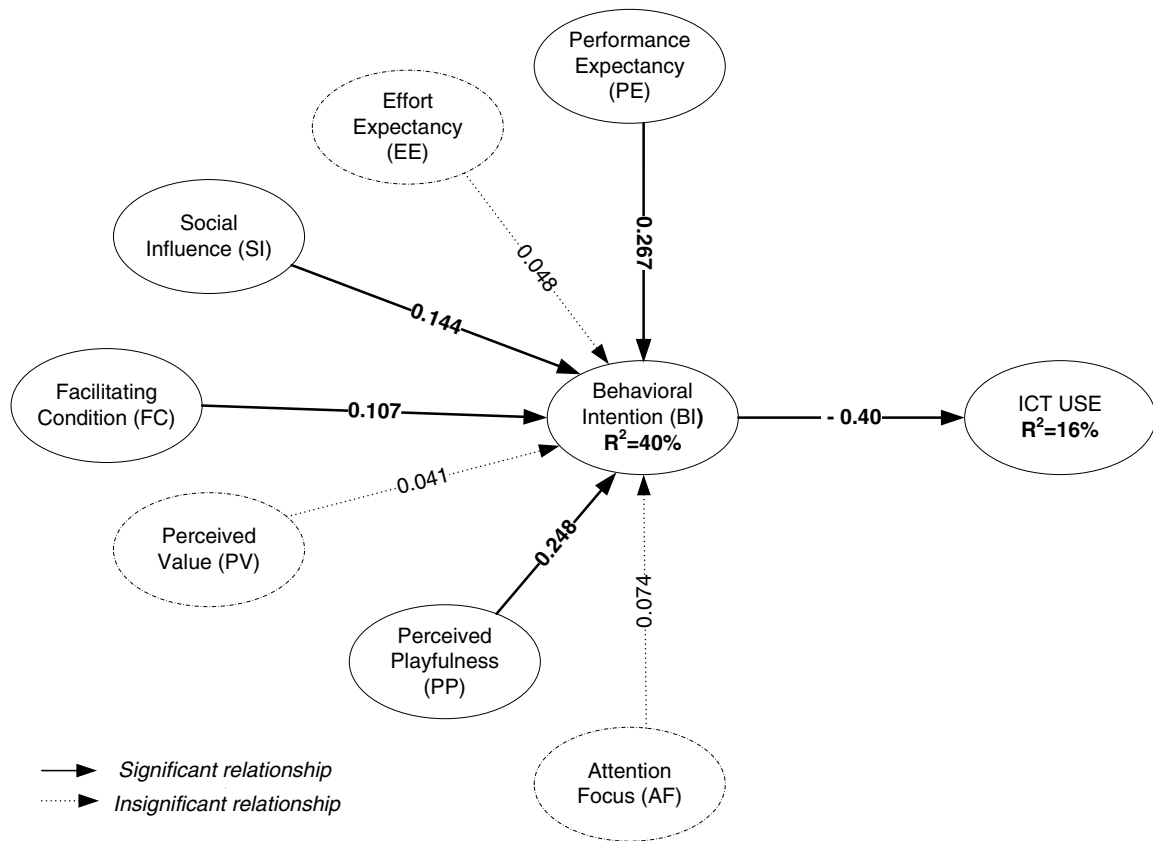 Performance
Expectancy
(PE)
Effort
Expectancy
(EE)
Social
Influence (SI)
0.267
0.048
0.144
Facilitating
Condition (FC)
0.107
Behavioral
Intention (BI)
R²=40%
- 0.40
ICT USE
R²=16%
0.041
Perceived
Value (PV)
0.248
0.074
Perceived
Playfulness
(PP)
Attention
Focus (AF)
Significant relationship
Insignificant relationship